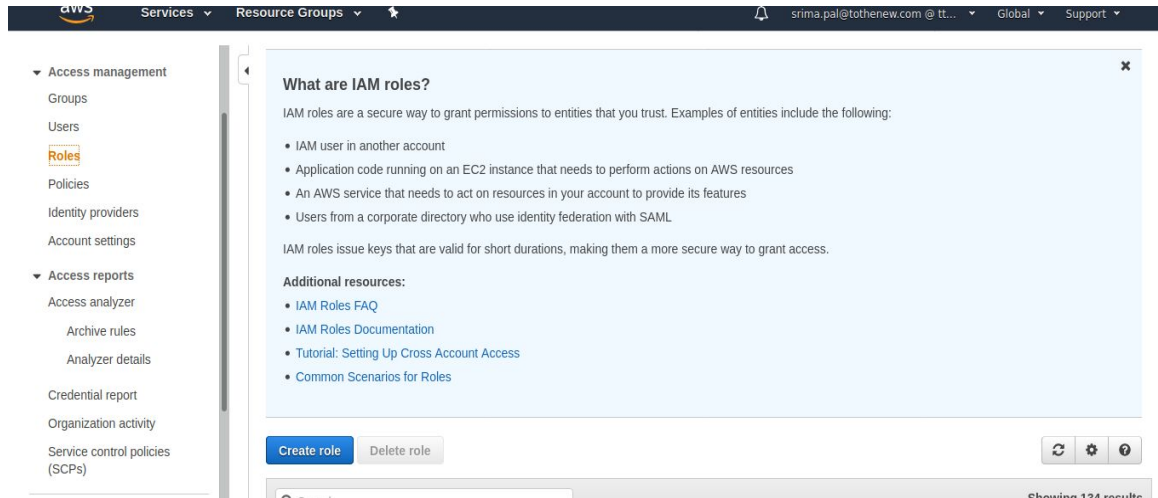 aws
Services
Resource Groups
srima.pal@tothenew.com @ tt...
Global
Support
Access management
Groups
Users
Roles
Policies
Identity providers
Account settings
Access reports
Access analyzer
Archive rules
Analyzer details
Credential report
Organization activity
Service control policies
(SCPs)
What are IAM roles?
IAM roles are a secure way to grant permissions to entities that you trust. Examples of entities include the following:
• IAM user in another account
• Application code running on an EC2 instance that needs to perform actions on AWS resources
• An AWS service that needs to act on resources in your account to provide its features
• Users from a corporate directory who use identity federation with SAML
IAM roles issue keys that are valid for short durations, making them a more secure way to grant access.
Additional resources:
• IAM Roles FAQ
• IAM Roles Documentation
• Tutorial: Setting Up Cross Account Access
• Common Scenarios for Roles
Create role
Delete role
Showing 134 results